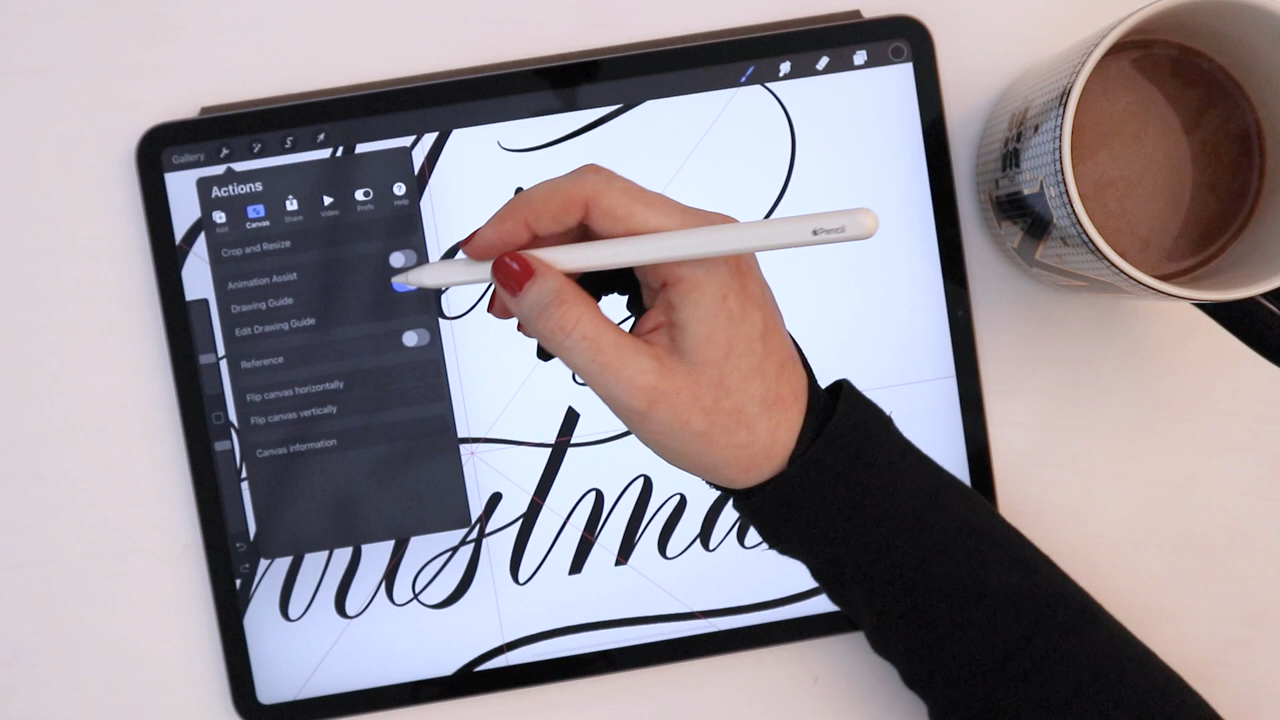 Gallery
Actions
Add Canvas Share Video Prefs Help
Crop and Resize
Animation Assist
Drawing Guide
Edit Drawing Guide
Reference
Flip canvas horizontally
Flip canvas vertically
Canvas information
Pencil
ristma